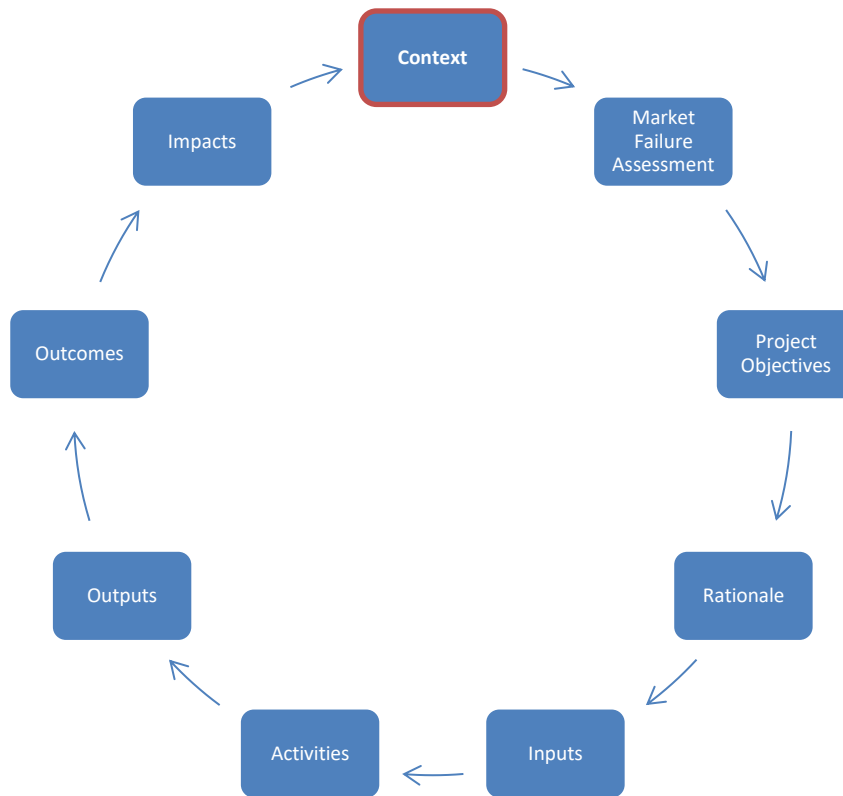 Context
Market
Failure
Assessment
Project
Objectives
Rationale
Inputs
Activities
Outputs
Outcomes
Impacts